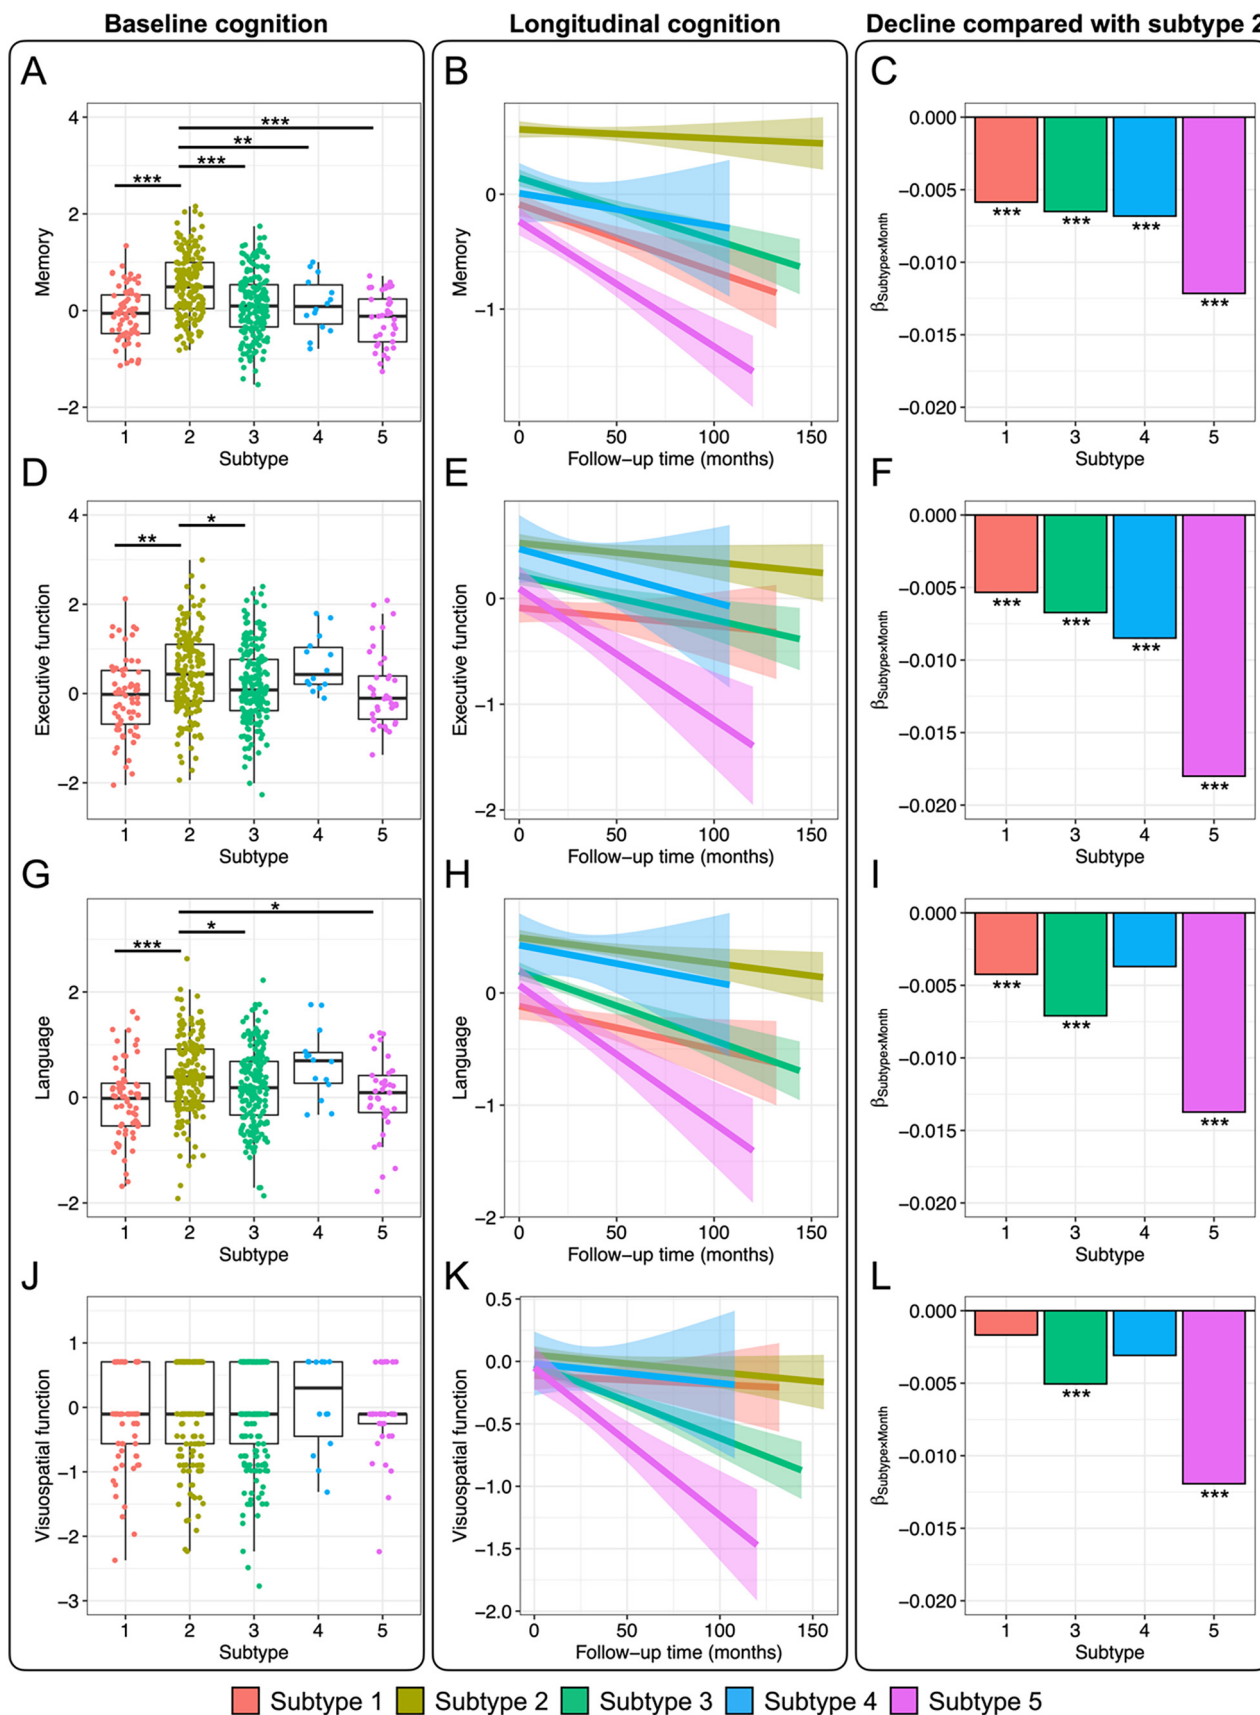 Baseline cognition
Longitudinal cognition
Decline compared with subtype 2
A
4
2
0
−2
Memory
***
***
**
***
1 2 3 4 5
Subtype
B
0
−1
Memory
0 50 100 150
Follow−up time (months)
C
0.000
−0.005
−0.010
−0.015
−0.020
βSubtype×Month
*** *** *** ***
1 3 4 5
Subtype
D
4
2
0
−2
Executive function
*
**
1 2 3 4 5
Subtype
E
0
−1
−2
Executive function
0 50 100 150
Follow−up time (months)
F
0.000
−0.005
−0.010
−0.015
−0.020
βSubtype×Month
*** *** *** ***
1 3 4 5
Subtype
G
2
0
−2
Language
*
*
***
1 2 3 4 5
Subtype
H
0
−1
−2
Language
0 50 100 150
Follow−up time (months)
I
0.000
−0.005
−0.010
−0.015
−0.020
βSubtype×Month
*** *** ***
1 3 4 5
Subtype
J
1
0
−1
−2
−3
Visuospatial function
1 2 3 4 5
Subtype
K
0.5
0.0
−0.5
−1.0
−1.5
−2.0
Visuospatial function
0 50 100 150
Follow−up time (months)
L
0.000
−0.005
−0.010
−0.015
−0.020
βSubtype×Month
*** ***
1 3 4 5
Subtype
Subtype 1 Subtype 2 Subtype 3 Subtype 4 Subtype 5